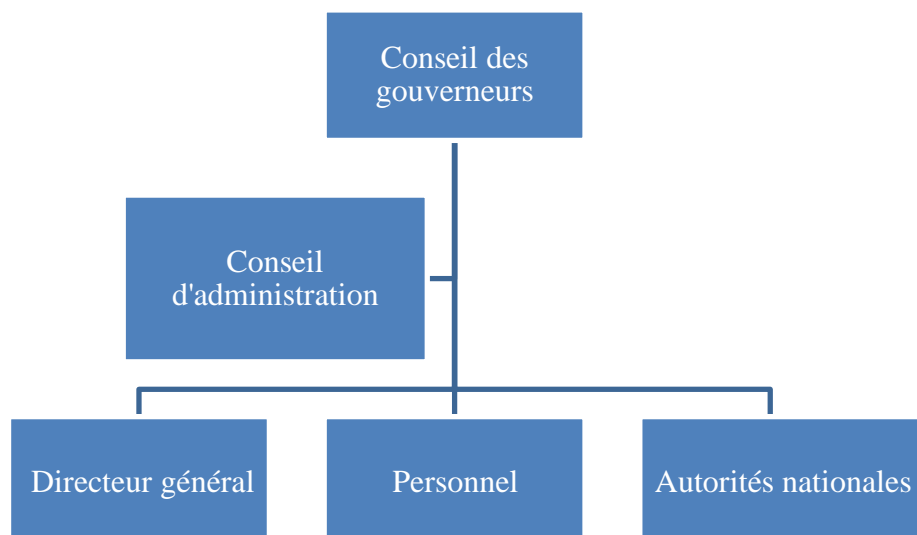 Conseil des
gouverneurs
Conseil
d'administration
Directeur général
Personnel
Autorités nationales